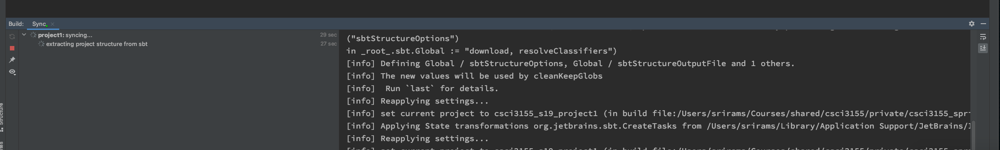 Build: Sync
project1: syncing... 29 sec
extracting project structure from sbt 27 sec
("sbtStructureOptions")
in _root_.sbt.Global := "download, resolveClassifiers")
[info] Defining Global / sbtStructureOptions, Global / sbtStructureOutputFile and 1 others.
[info] The new values will be used by cleanKeepGlobs
[info]  Run `last` for details.
[info] Reapplying settings...
[info] set current project to csci3155_s19_project1 (in build file:/Users/srirams/Courses/shared/csci3155/private/csci3155_spr
[info] Applying State transformations org.jetbrains.sbt.CreateTasks from /Users/srirams/Library/Application Support/JetBrains/
[info] Reapplying settings...
Structure